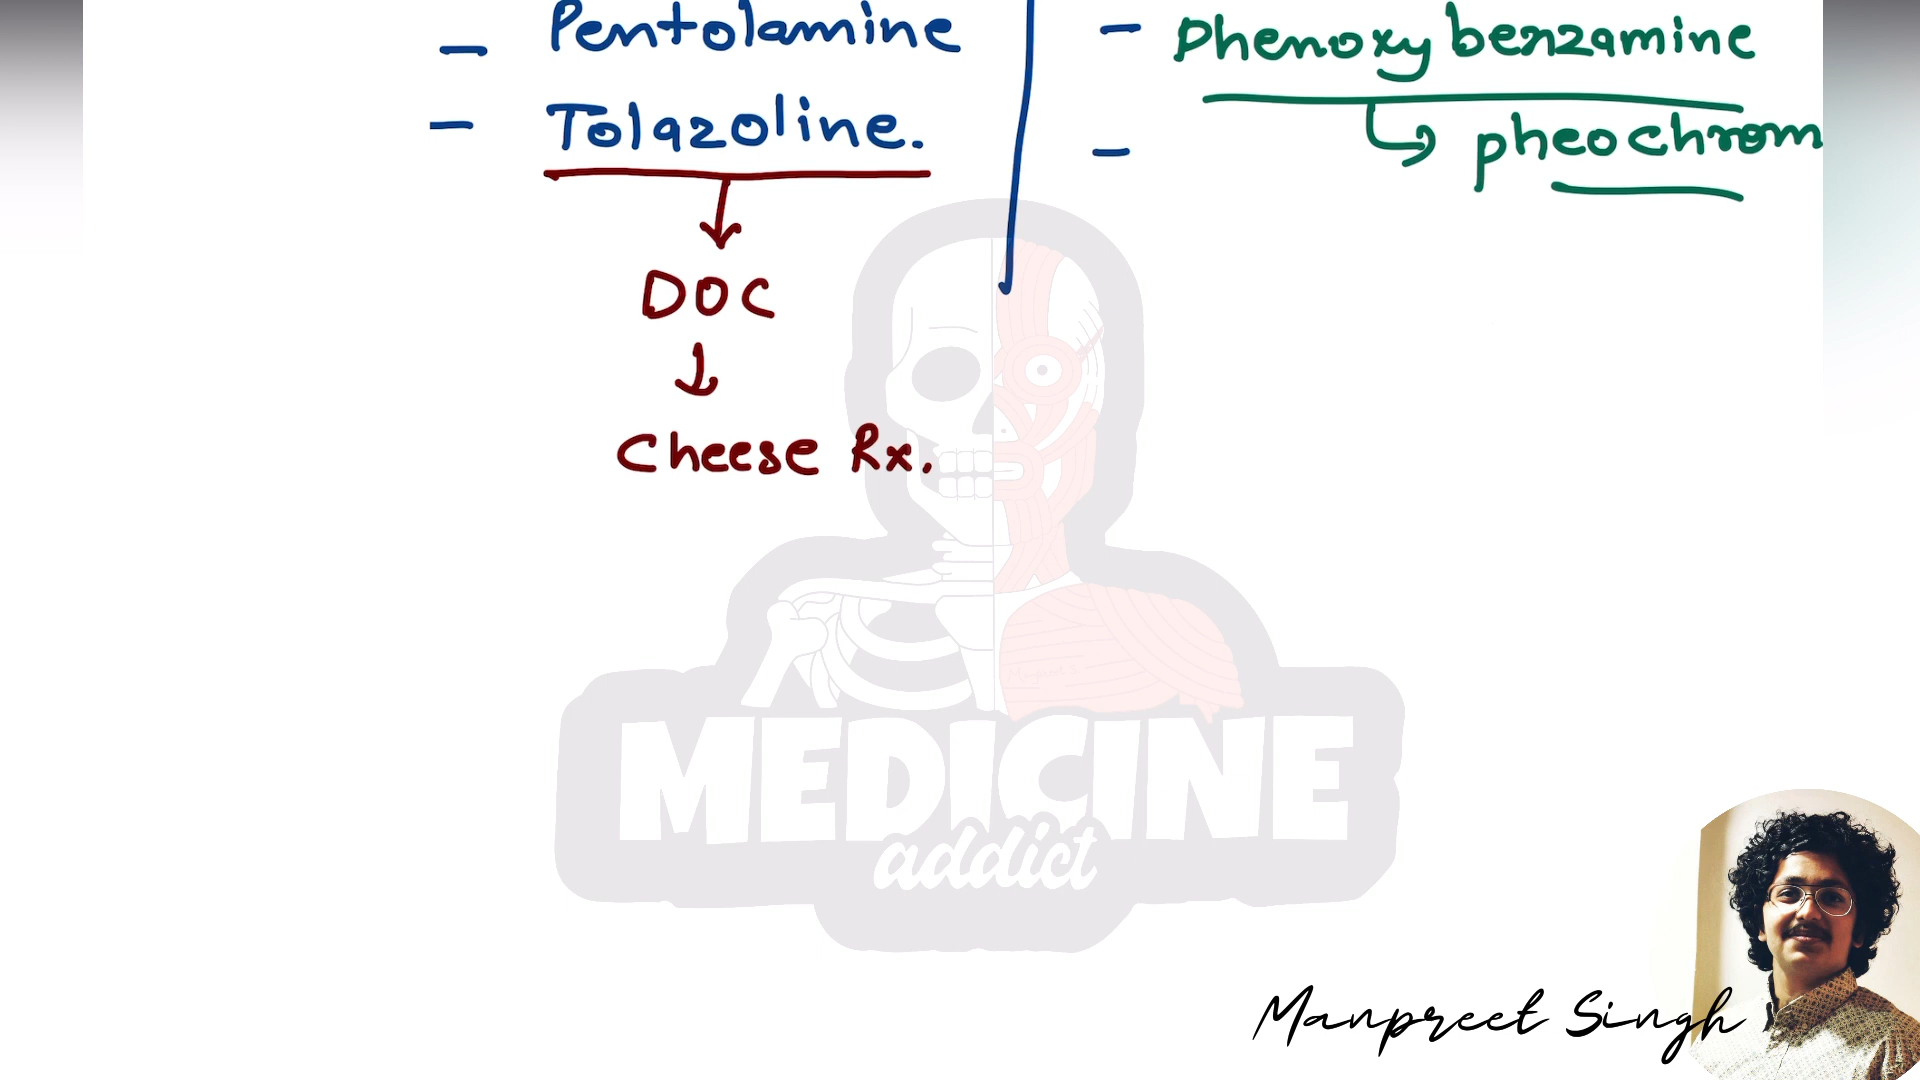 - Pentolamine
- Tolazoline.
DOC
Cheese Rx.
- Phenoxybenzamine
pheochrom
-
MEDICINE
addict
Manpreet Singh